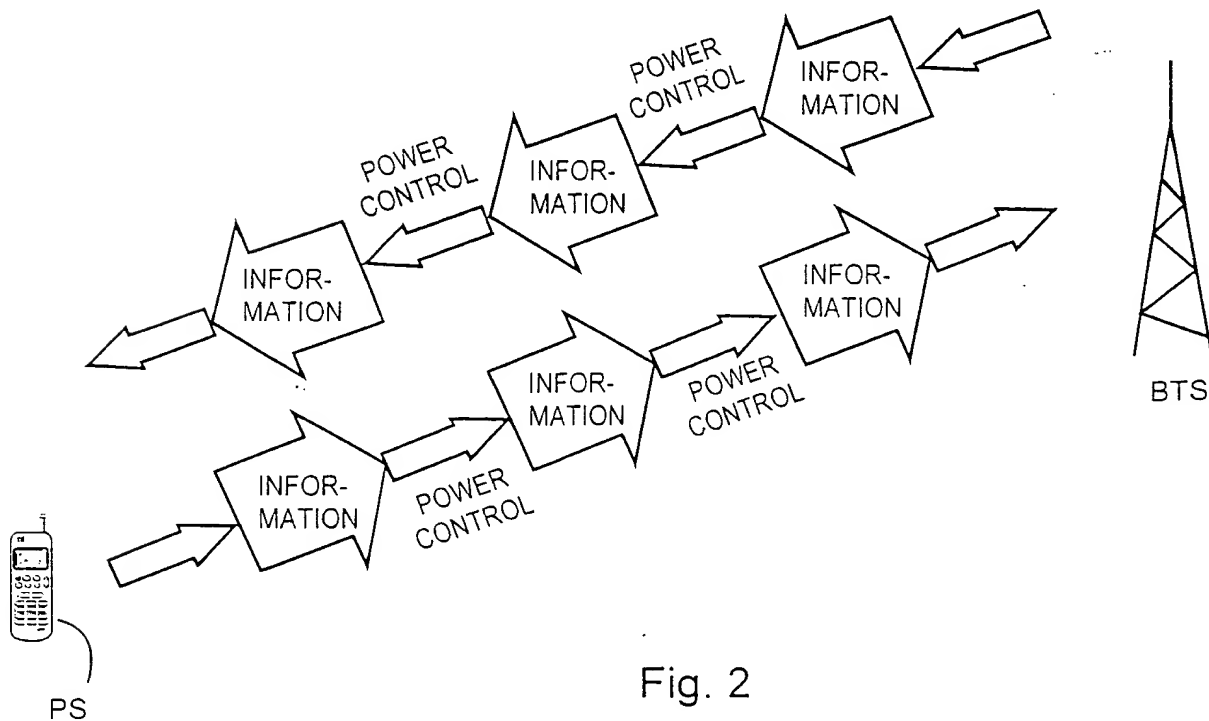 INFOR-
MATION
POWER
CONTROL
INFOR-
MATION
POWER
CONTROL
INFOR-
MATION
INFOR-
MATION
POWER
CONTROL
INFOR-
MATION
POWER
CONTROL
INFOR-
MATION
BTS
PS
Fig. 2